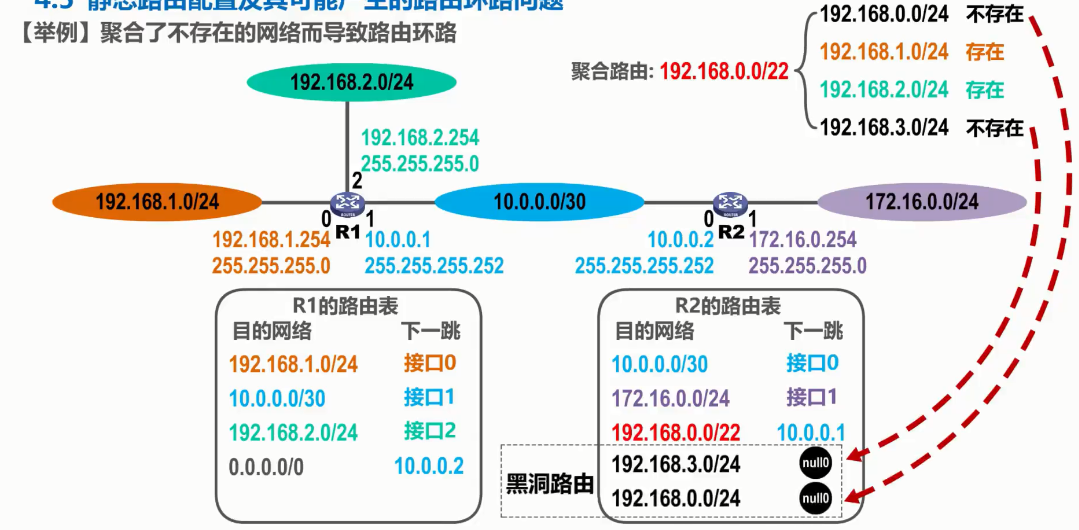 4.5 静态路由配置及其可能产生的路由环路问题
【举例】聚合了不存在的网络而导致路由环路
聚合路由: 192.168.0.0/22
192.168.0.0/24 不存在
192.168.1.0/24 存在
192.168.2.0/24 存在
192.168.3.0/24 不存在
192.168.2.0/24
192.168.2.254
255.255.255.0
2
192.168.1.0/24
0
R1
1
10.0.0.0/30
0
R2
1
172.16.0.0/24
192.168.1.254
255.255.255.0
10.0.0.1
255.255.255.252
10.0.0.2
255.255.255.252
172.16.0.254
255.255.255.0
R1的路由表
目的网络 下一跳
192.168.1.0/24 接口0
10.0.0.0/30 接口1
192.168.2.0/24 接口2
0.0.0.0/0 10.0.0.2
R2的路由表
目的网络 下一跳
10.0.0.0/30 接口0
172.16.0.0/24 接口1
192.168.0.0/22 10.0.0.1
黑洞路由
192.168.3.0/24 null0
192.168.0.0/24 null0